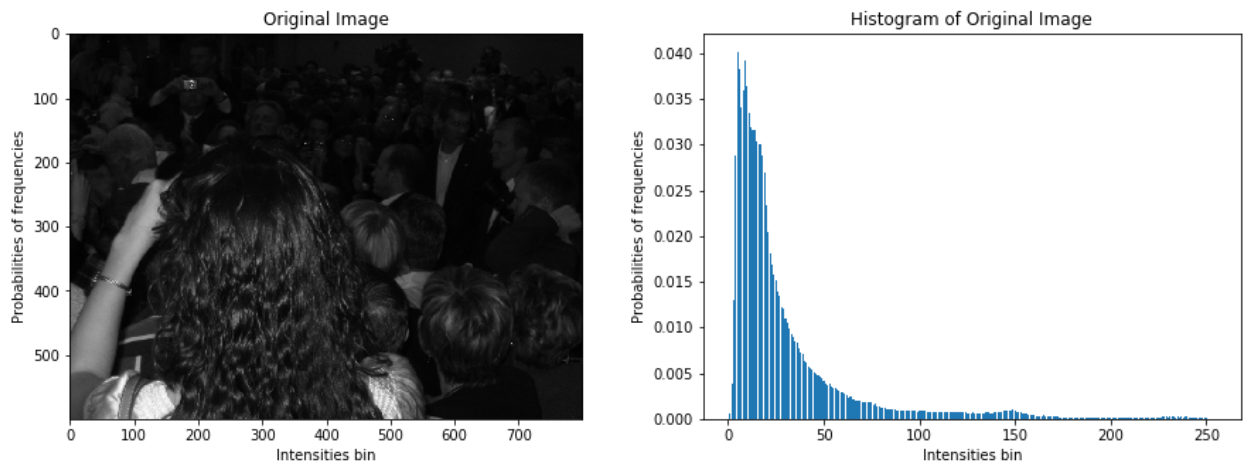 Original Image
0
100
200
300
400
500
Probabilities of frequencies
0 100 200 300 400 500 600 700
Intensities bin
Histogram of Original Image
0.040
0.035
0.030
0.025
0.020
0.015
0.010
0.005
0.000
Probabilities of frequencies
0 50 100 150 200 250
Intensities bin